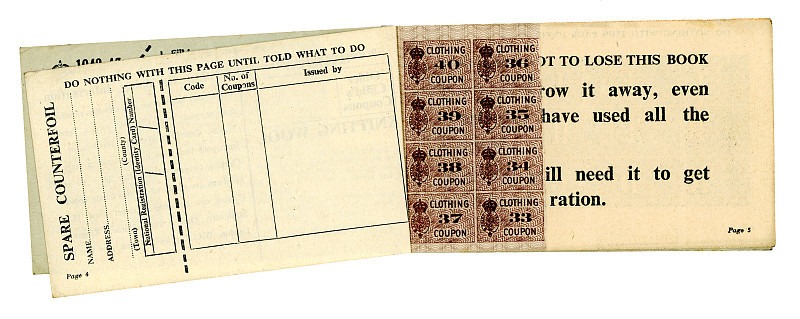 1949
DO NOTHING WITH THIS PAGE UNTIL TOLD WHAT TO DO
SPARE COUNTERFOIL
NAME
ADDRESS
(Town)
(County)
National Registration (Identity Card) Number
Page 4
Code
No. of
Coupons
Issued by
CLOTHING
40
COUPON
CLOTHING
36
COUPON
CLOTHING
39
COUPON
CLOTHING
35
COUPON
CLOTHING
38
COUPON
CLOTHING
34
COUPON
CLOTHING
37
COUPON
CLOTHING
33
COUPON
OT TO LOSE THIS BOOK
row it away, even
have used all the
ill need it to get
ration.
Page 5